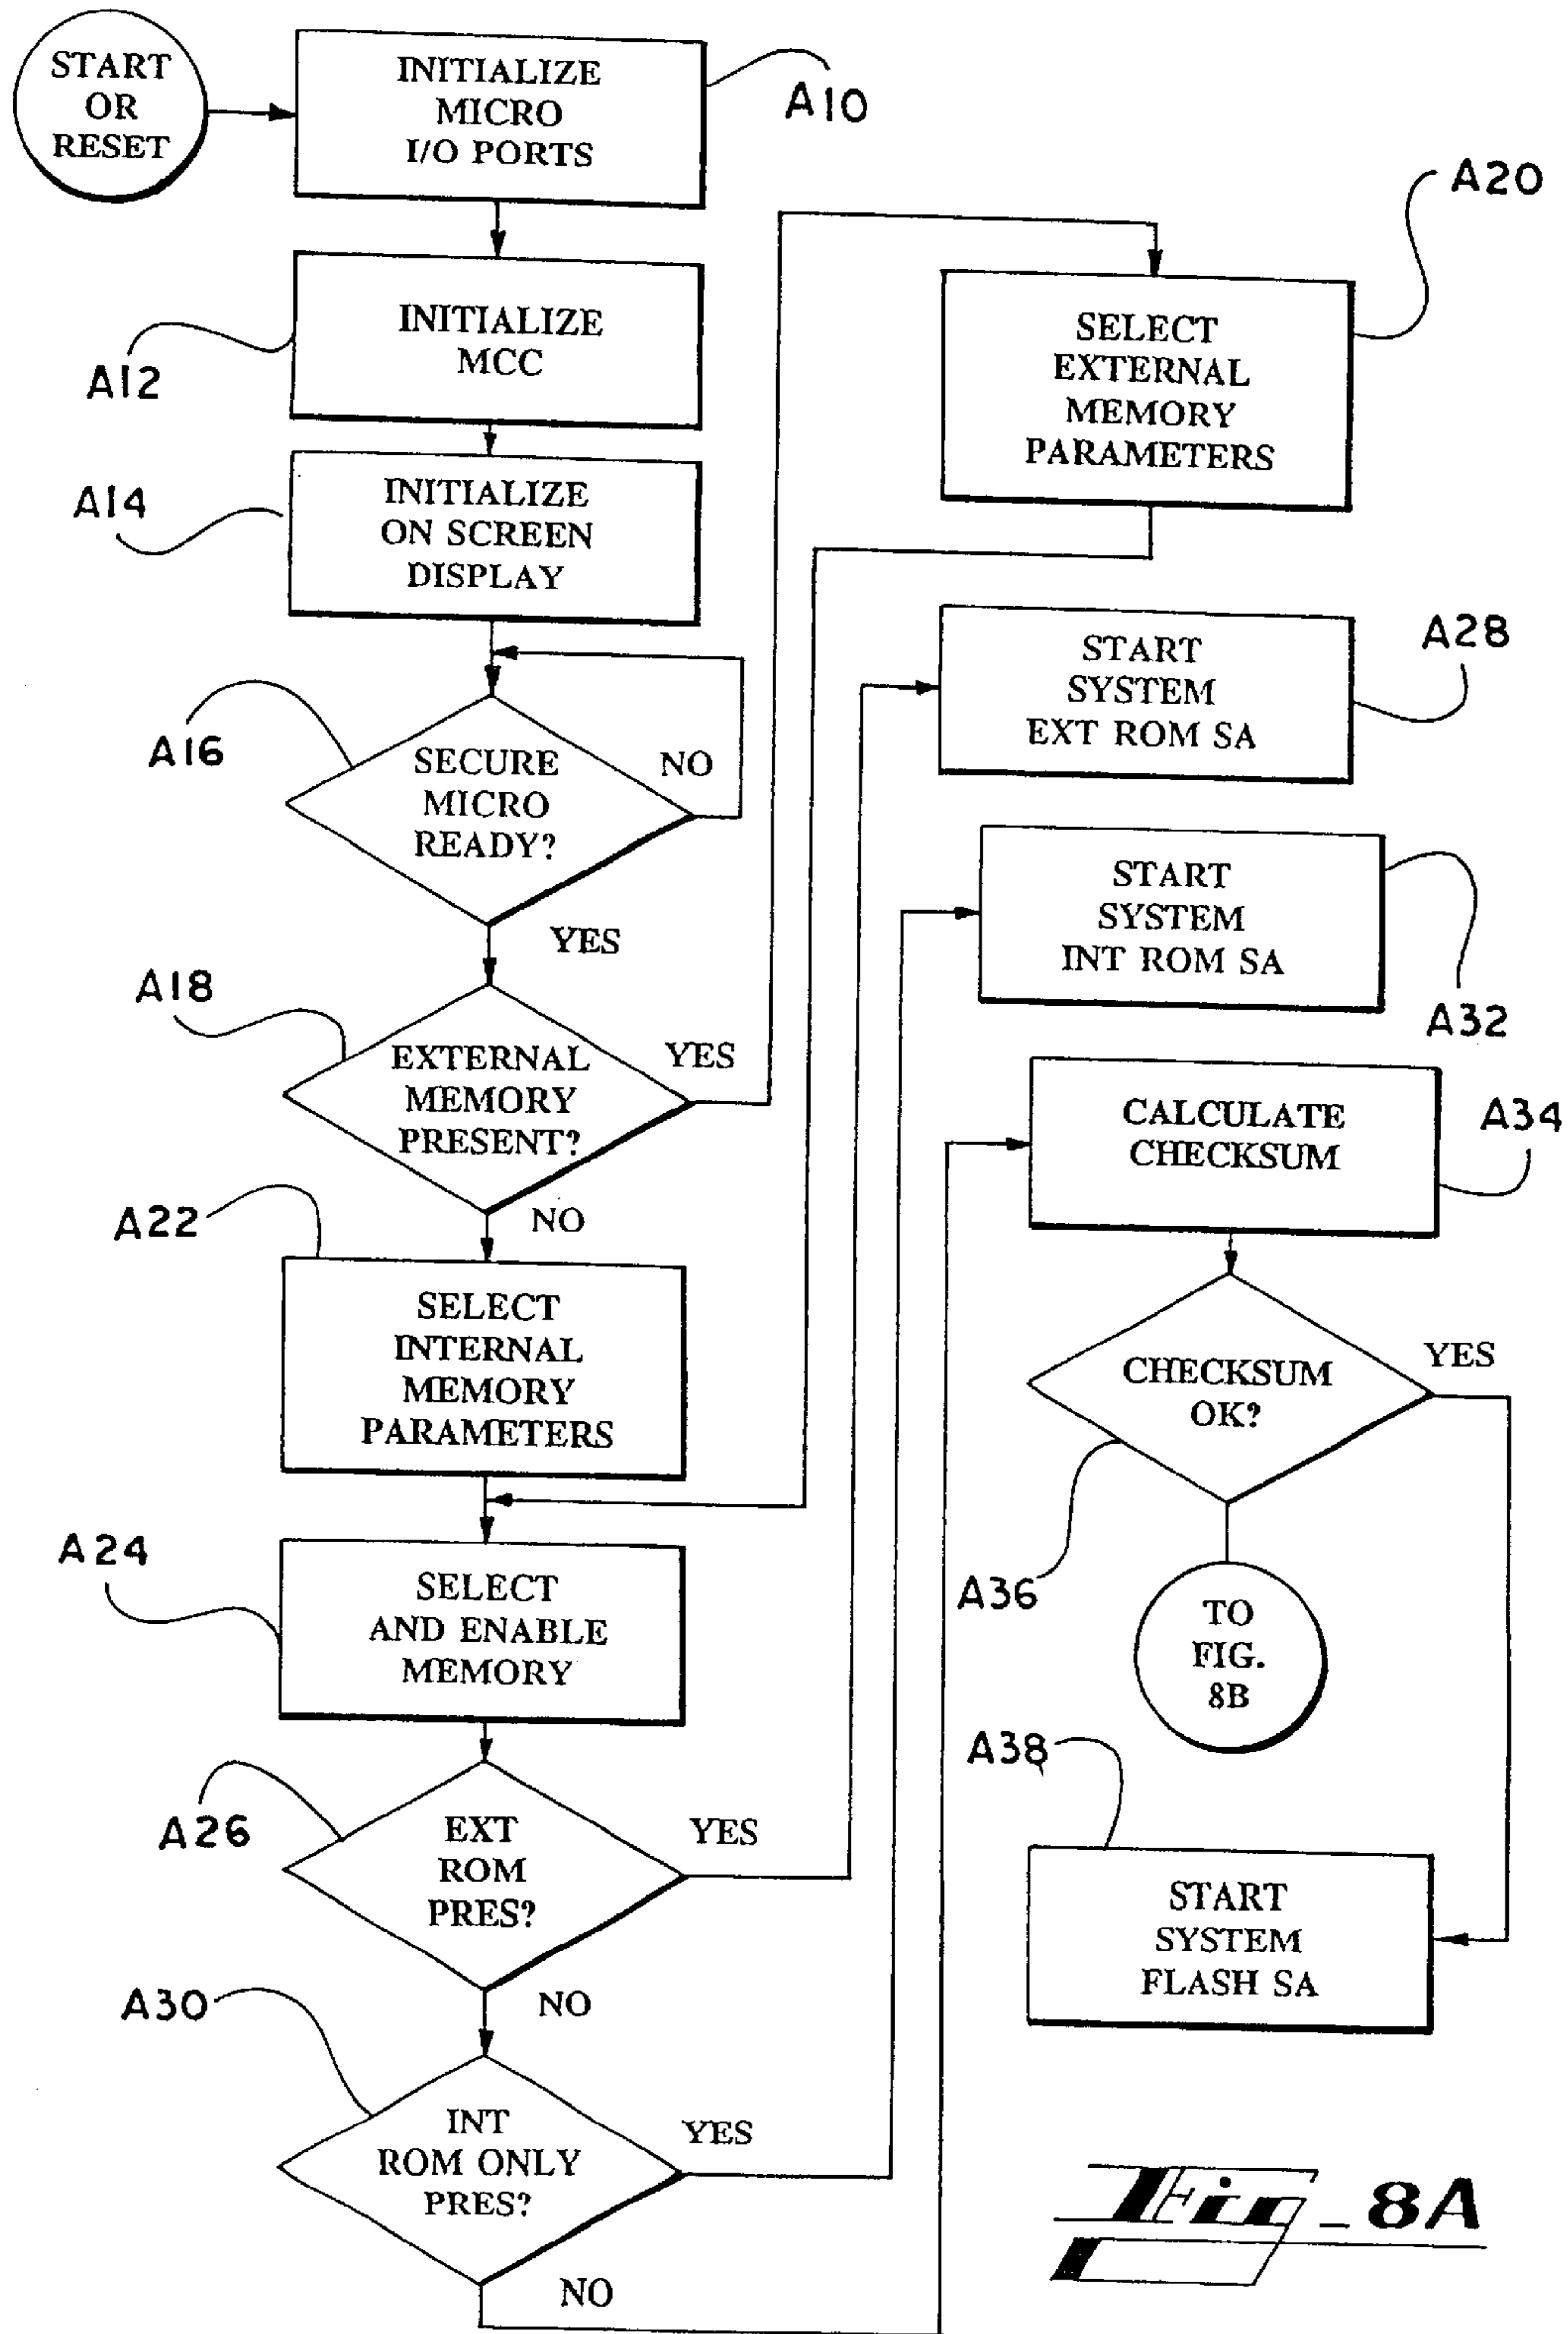 START
OR
RESET
INITIALIZE
MICRO
I/O PORTS
A10
INITIALIZE
MCC
A12
INITIALIZE
ON SCREEN
DISPLAY
A14
SECURE
MICRO
READY?
A16
NO
YES
EXTERNAL
MEMORY
PRESENT?
A18
YES
NO
SELECT
EXTERNAL
MEMORY
PARAMETERS
A20
SELECT
INTERNAL
MEMORY
PARAMETERS
A22
SELECT
AND ENABLE
MEMORY
A24
EXT
ROM
PRES?
A26
YES
NO
START
SYSTEM
EXT ROM SA
A28
INT
ROM ONLY
PRES?
A30
YES
NO
START
SYSTEM
INT ROM SA
A32
CALCULATE
CHECKSUM
A34
CHECKSUM
OK?
A36
YES
TO
FIG.
8B
START
SYSTEM
FLASH SA
A38
Fig_8A